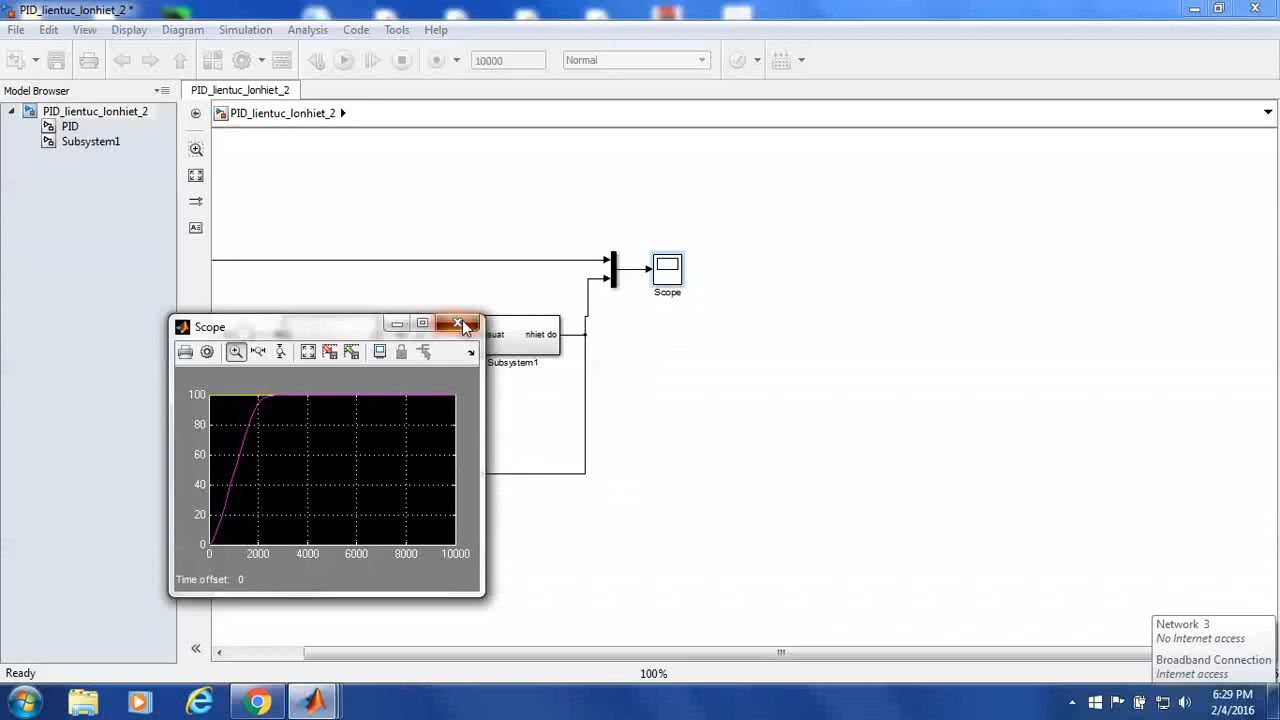 PID_lientuc_lonhiet_2 *
File Edit View Display Diagram Simulation Analysis Code Tools Help
10000
Normal
Model Browser
PID_lientuc_lonhiet_2
PID_lientuc_lonhiet_2
PID
Subsystem1
PID_lientuc_lonhiet_2
Scope
suat
nhiet do
Subsystem1
Scope
100
80
60
40
20
0
0 2000 4000 6000 8000 10000
Time offset: 0
Network 3
No Internet access
Broadband Connection
Internet access
Ready
100%
6:29 PM
2/4/2016